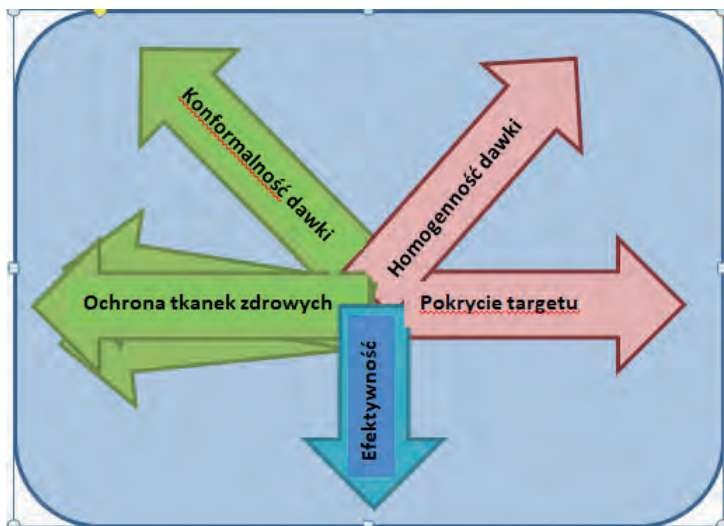 Konformalność dawki
Homogenność dawki
Ochrona tkanek zdrowych
Pokrycie targetu
Efektywność